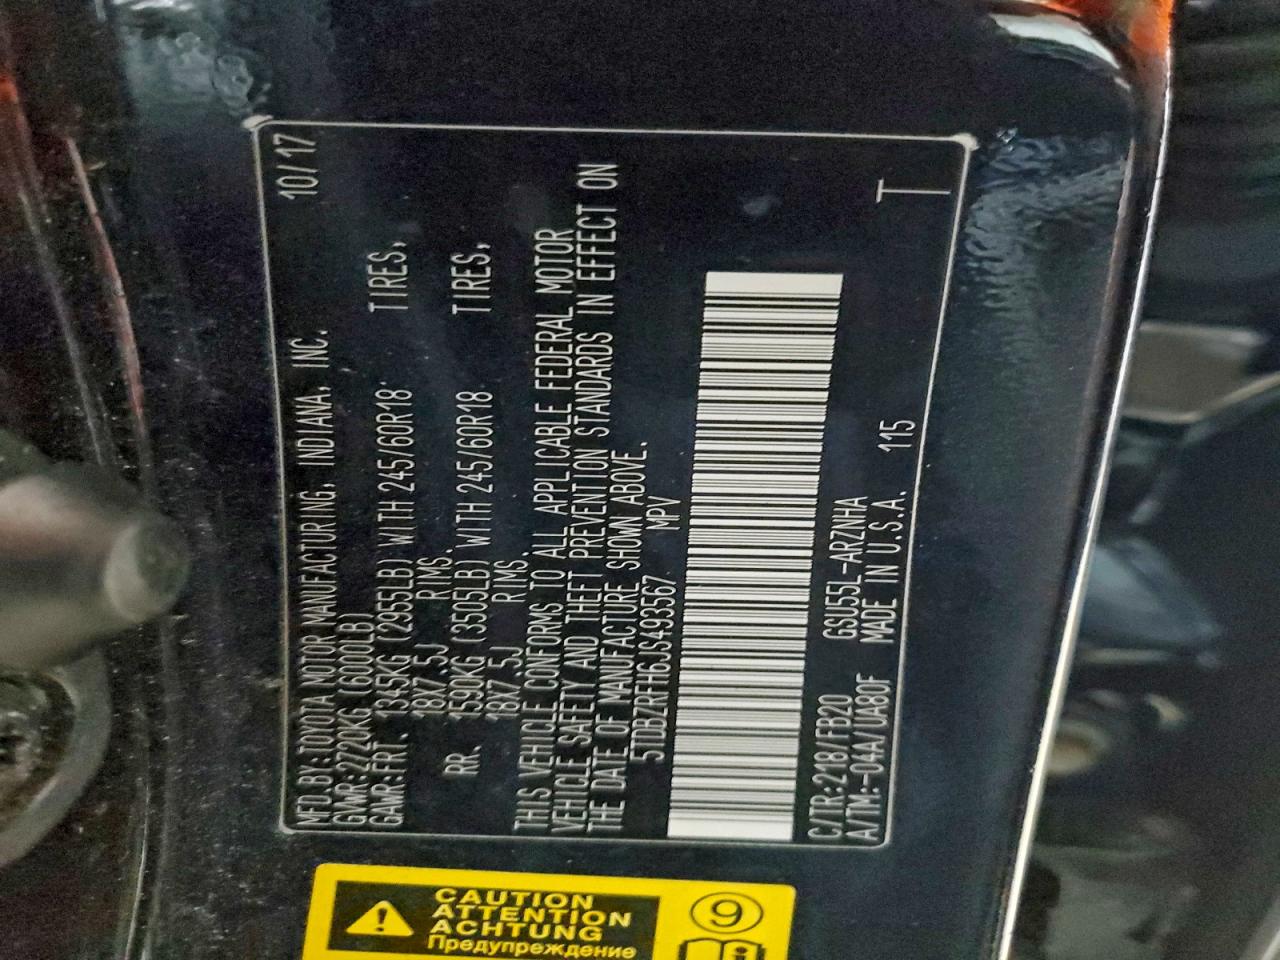 MFD.BY:TOYOTA MOTOR MANUFACTURING, INDIANA, INC. 10/17
GWR:2720KG (6000LB)
GAWR:FRT. 1345KG (2955LB) WITH 245/60R18 TIRES,
18X7.5J RIMS.
RR. 1590KG (3505LB) WITH 245/60R18 TIRES,
18X7.5J RIMS.
THIS VEHICLE CONFORMS TO ALL APPLICABLE FEDERAL MOTOR
VEHICLE SAFETY AND THEFT PREVENTION STANDARDS IN EFFECT ON
THE DATE OF MANUFACTURE SHOWN ABOVE.
5TDBZRFH6JS493567 MPV
C/TR:218/FB20 GSU55L-ARZNHA
A/TM:-04A/UA80F MADE IN U.S.A. 115
T
CAUTION
ATTENTION
ACHTUNG
Предупреждение
9